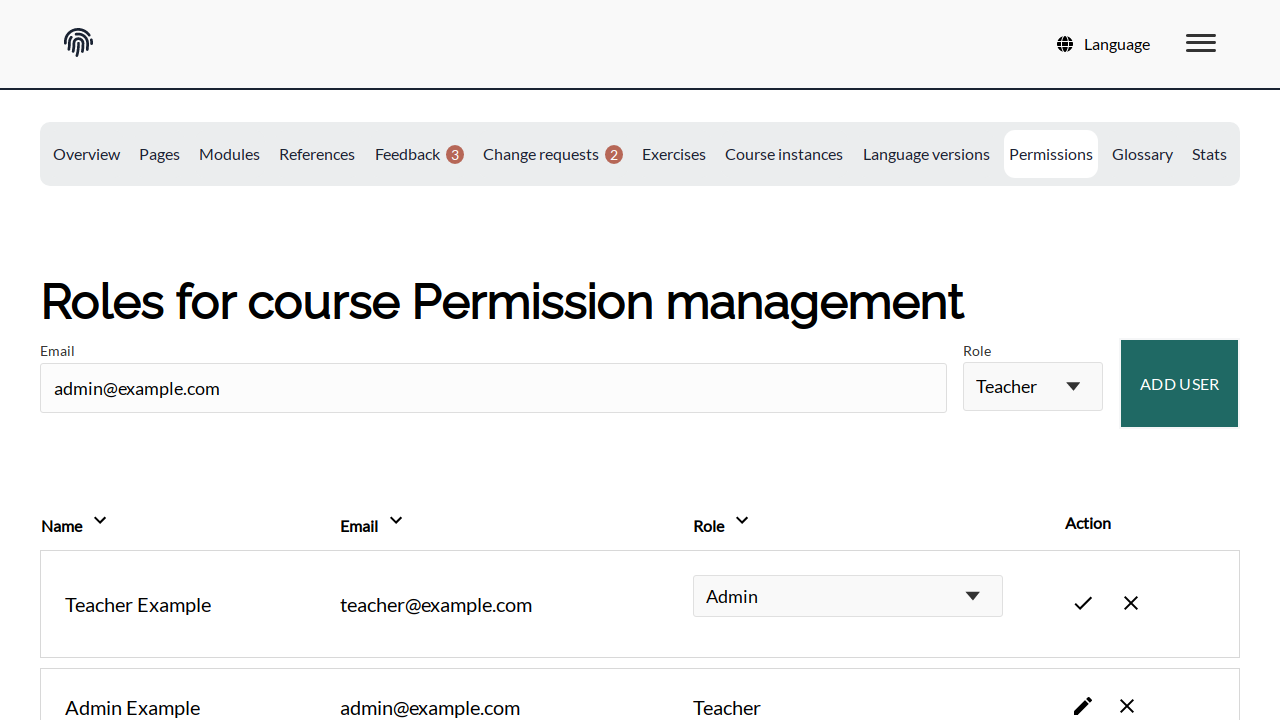 Language
Overview Pages Modules References Feedback 3 Change requests 2 Exercises Course instances Language versions Permissions Glossary Stats
Roles for course Permission management
Email Role
admin@example.com Teacher ADD USER
Name Email Role Action
Teacher Example teacher@example.com Admin
Admin Example admin@example.com Teacher